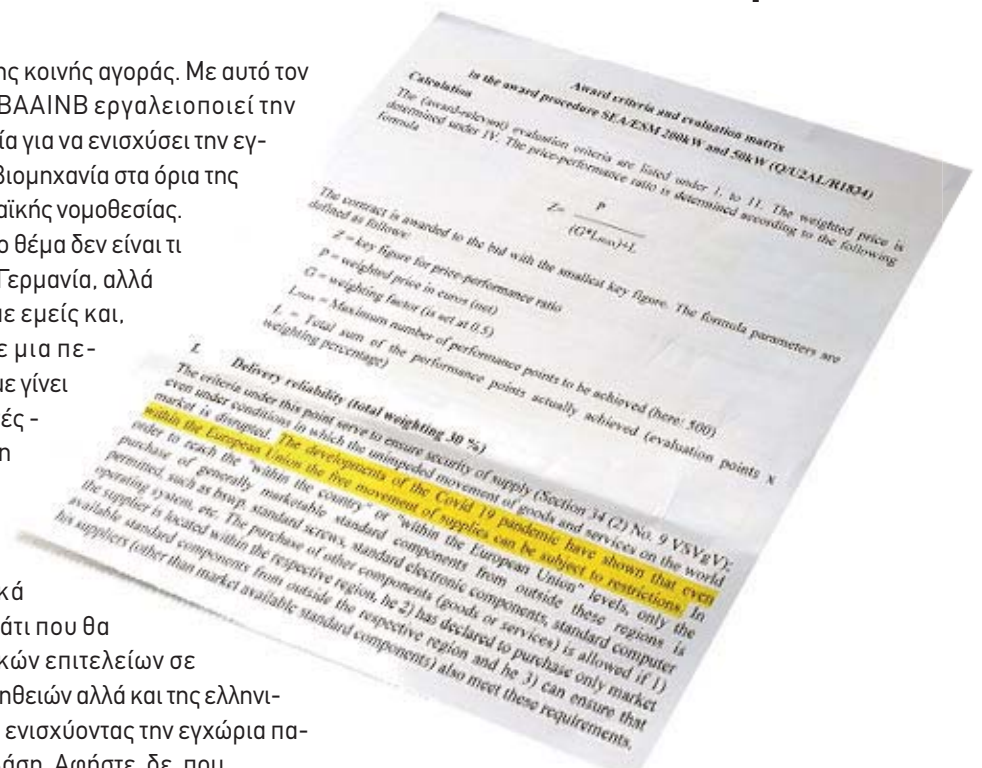 ης κοινής αγοράς. Με αυτό τον
BAAINB εργαλειοποιεί την
ία για να ενισχύσει την εγ-
βιομηχανία στα όρια της
αϊκής νομοθεσίας.
ο θέμα δεν είναι τι
Γερμανία, αλλά
με εμείς και,
ε μια πε-
με γίνει
ές -
η
κά
άτι που θα
κών επιτελείων σε
ηθειών αλλά και της ελληνι-
ενισχύοντας την εγχώρια πα-
άση. Αφήστε δε που
Award criteria and evaluation matrix
in the award procedure SEA/ESM 200kW and 50kW (Q/U2AL/R1834)
Calculation
The (award-relevant) evaluation criteria are listed under 1. to 11. The weighted price is
determined under IV. The price-performance ratio is determined according to the following
formula
Z= P
(G*Lmax)+L
The contract is awarded to the bid with the smallest key figure. The formula parameters are
defined as follows:
Z = key figure for price-performance ratio
P = weighted price in euros (net)
G = weighting factor (is set at 0.5)
Lmax = Maximum number of performance points to be achieved (here: 500)
L = Total sum of the performance points actually achieved (evaluation points x
weighting percentage)
I. Delivery reliability (total weighting 30 %)
The criteria under this point serve to ensure security of supply (Section 34 (2) No. 9 VSVgV);
even under conditions in which the unimpeded movement of goods and services on the world
market is disrupted. The developments of the Covid 19 pandemic have shown that even
within the European Union the free movement of supplies can be subject to restrictions. In
order to reach the "within the country" or "within the European Union" levels, only the
purchase of generally marketable standard components from outside these regions is
permitted, such as bswp. standard screws, standard electronic components, standard computer
operating system, etc. The purchase of other components (goods, or services) is allowed if 1)
the supplier is located within the respective region, he 2) has declared to purchase only market
available standard components from outside the respective region and he 3) can ensure that
his suppliers (other than market available standard components) also meet these requirements.